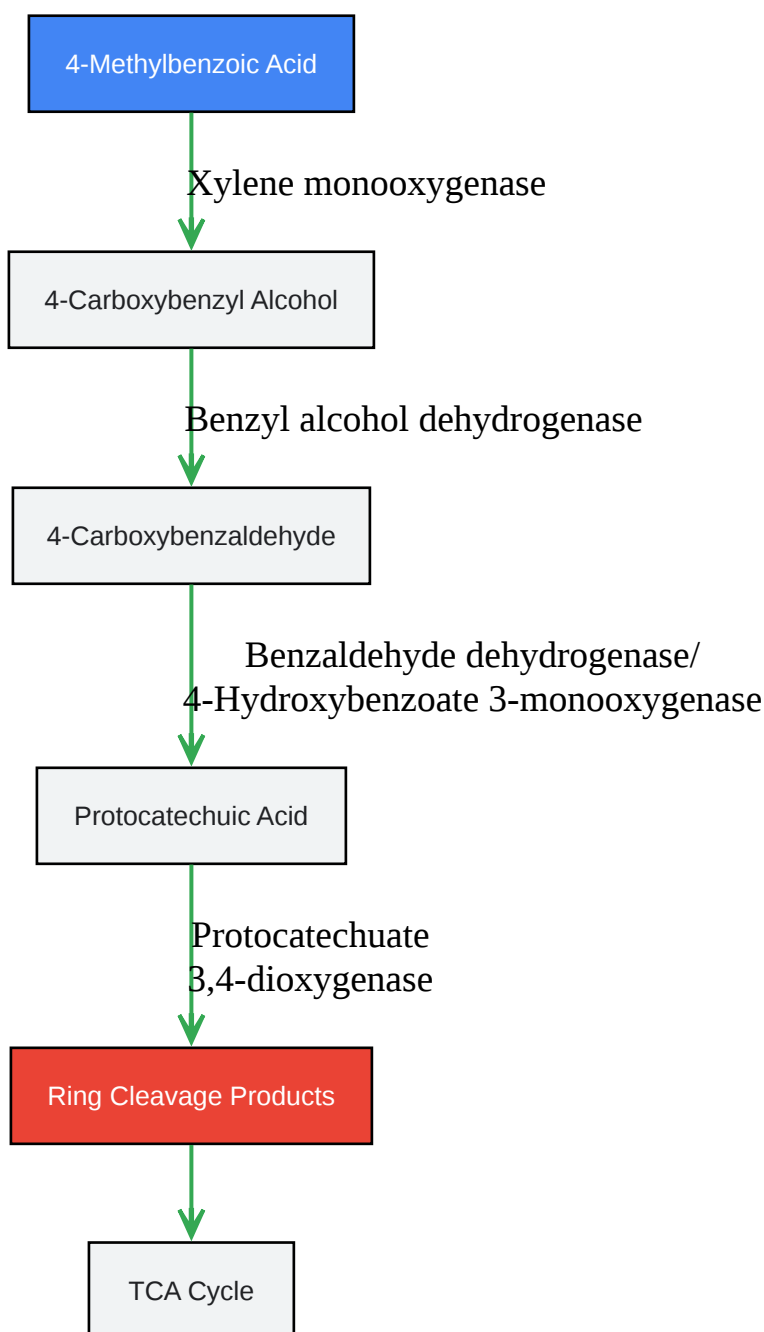 4-Methylbenzoic Acid
Xylene monooxygenase
4-Carboxybenzyl Alcohol
Benzyl alcohol dehydrogenase
4-Carboxybenzaldehyde
Benzaldehyde dehydrogenase/
4-Hydroxybenzoate 3-monooxygenase
Protocatechuic Acid
Protocatechuate
3,4-dioxygenase
Ring Cleavage Products
TCA Cycle